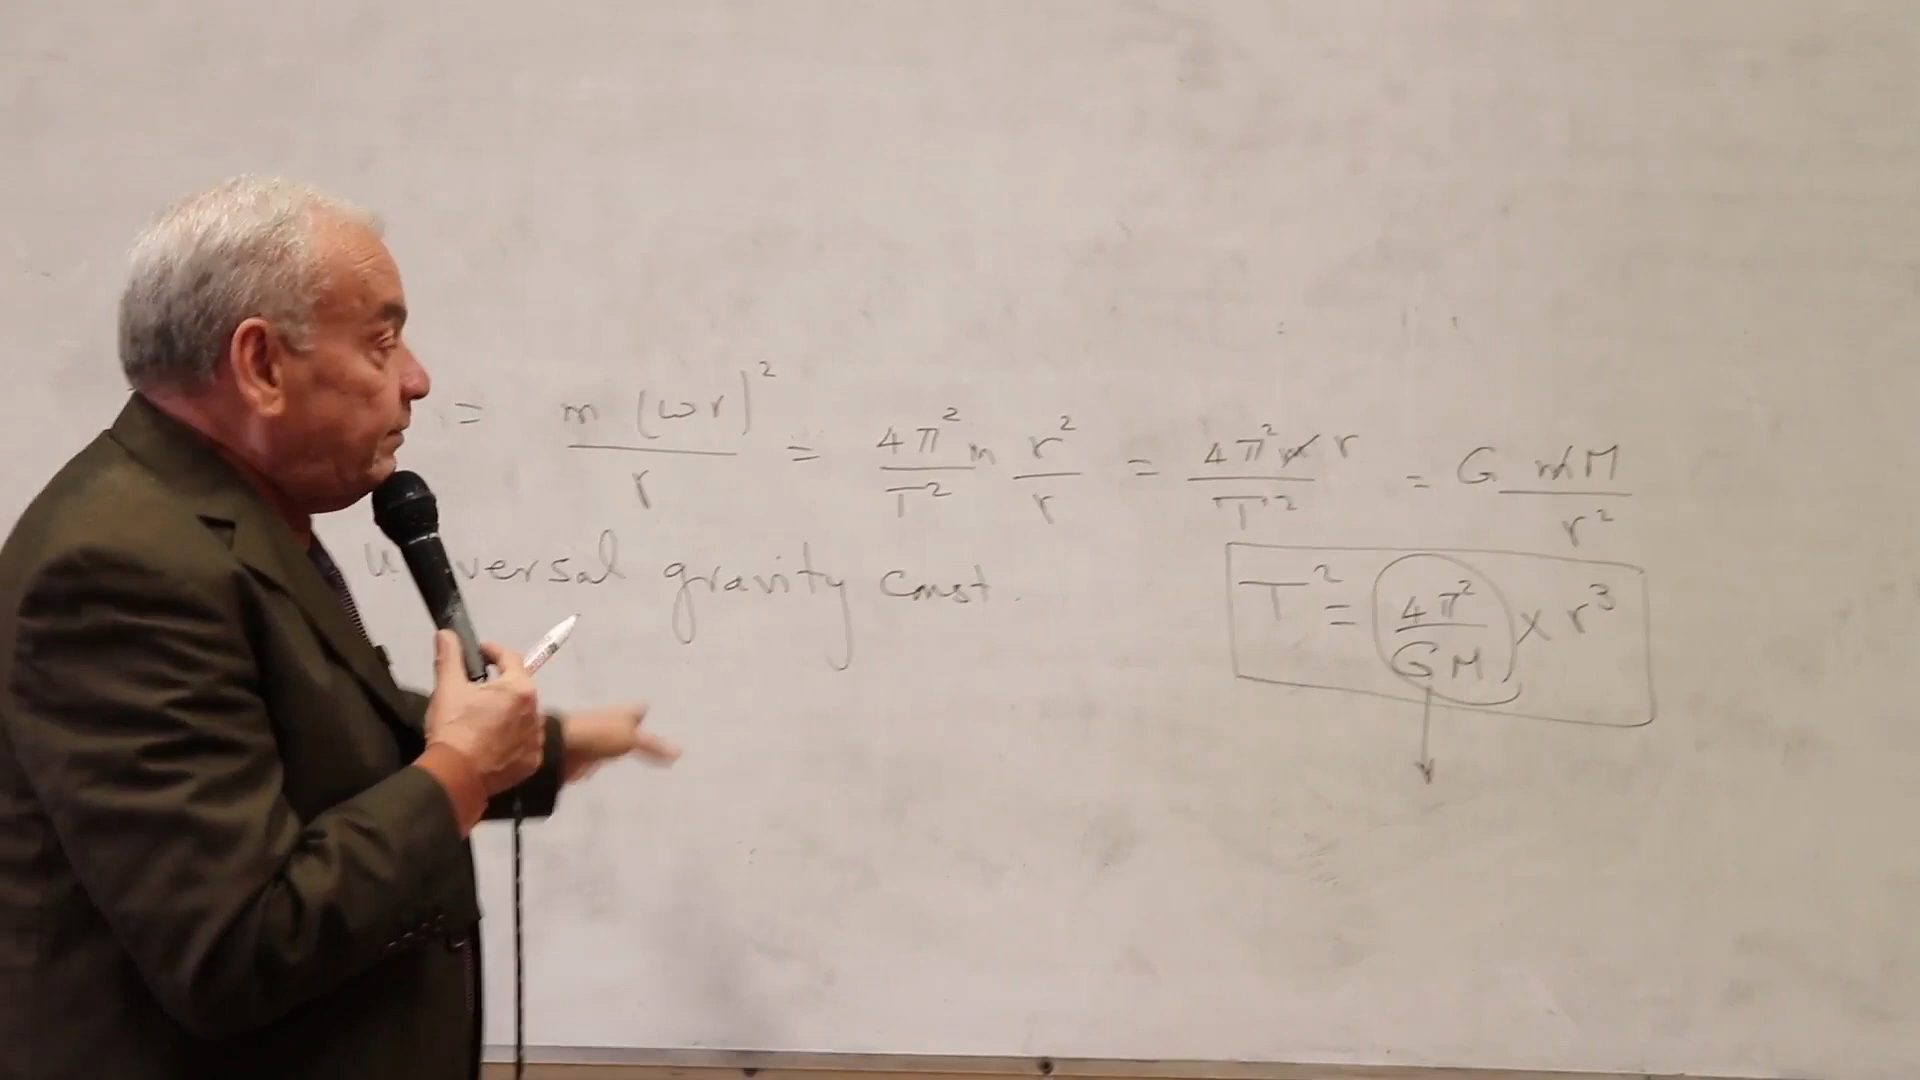 = m (ωr)² / r = 4π² / T² m r² / r = 4π² m r / T² = G mM / r²
versal gravity const.
T² = 4π² / GM × r³